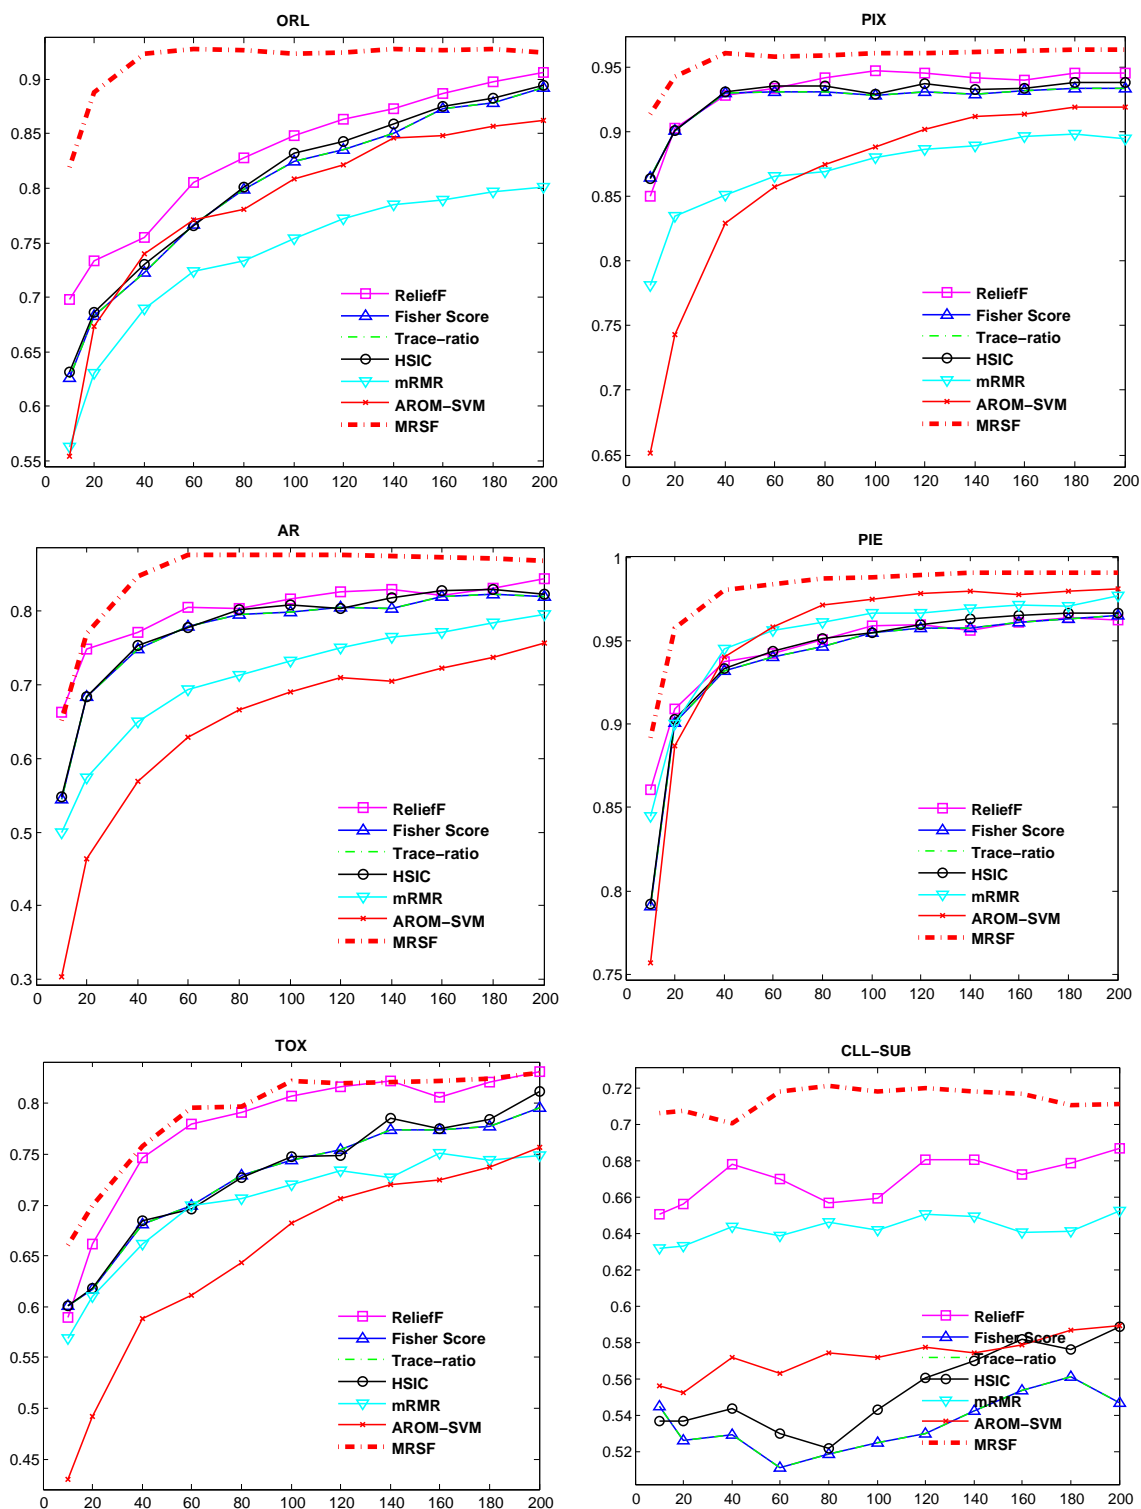 ORL
0.9
0.85
0.8
0.75
0.7
0.65
0.6
0.55
0 20 40 60 80 100 120 140 160 180 200
ReliefF
Fisher Score
Trace−ratio
HSIC
mRMR
AROM−SVM
MRSF
PIX
0.95
0.9
0.85
0.8
0.75
0.7
0.65
0 20 40 60 80 100 120 140 160 180 200
ReliefF
Fisher Score
Trace−ratio
HSIC
mRMR
AROM−SVM
MRSF
AR
0.8
0.7
0.6
0.5
0.4
0.3
0 20 40 60 80 100 120 140 160 180 200
ReliefF
Fisher Score
Trace−ratio
HSIC
mRMR
AROM−SVM
MRSF
PIE
1
0.95
0.9
0.85
0.8
0.75
0 20 40 60 80 100 120 140 160 180 200
ReliefF
Fisher Score
Trace−ratio
HSIC
mRMR
AROM−SVM
MRSF
TOX
0.8
0.75
0.7
0.65
0.6
0.55
0.5
0.45
0 20 40 60 80 100 120 140 160 180 200
ReliefF
Fisher Score
Trace−ratio
HSIC
mRMR
AROM−SVM
MRSF
CLL−SUB
0.72
0.7
0.68
0.66
0.64
0.62
0.6
0.58
0.56
0.54
0.52
0 20 40 60 80 100 120 140 160 180 200
ReliefF
Fisher Score
Trace−ratio
HSIC
mRMR
AROM−SVM
MRSF